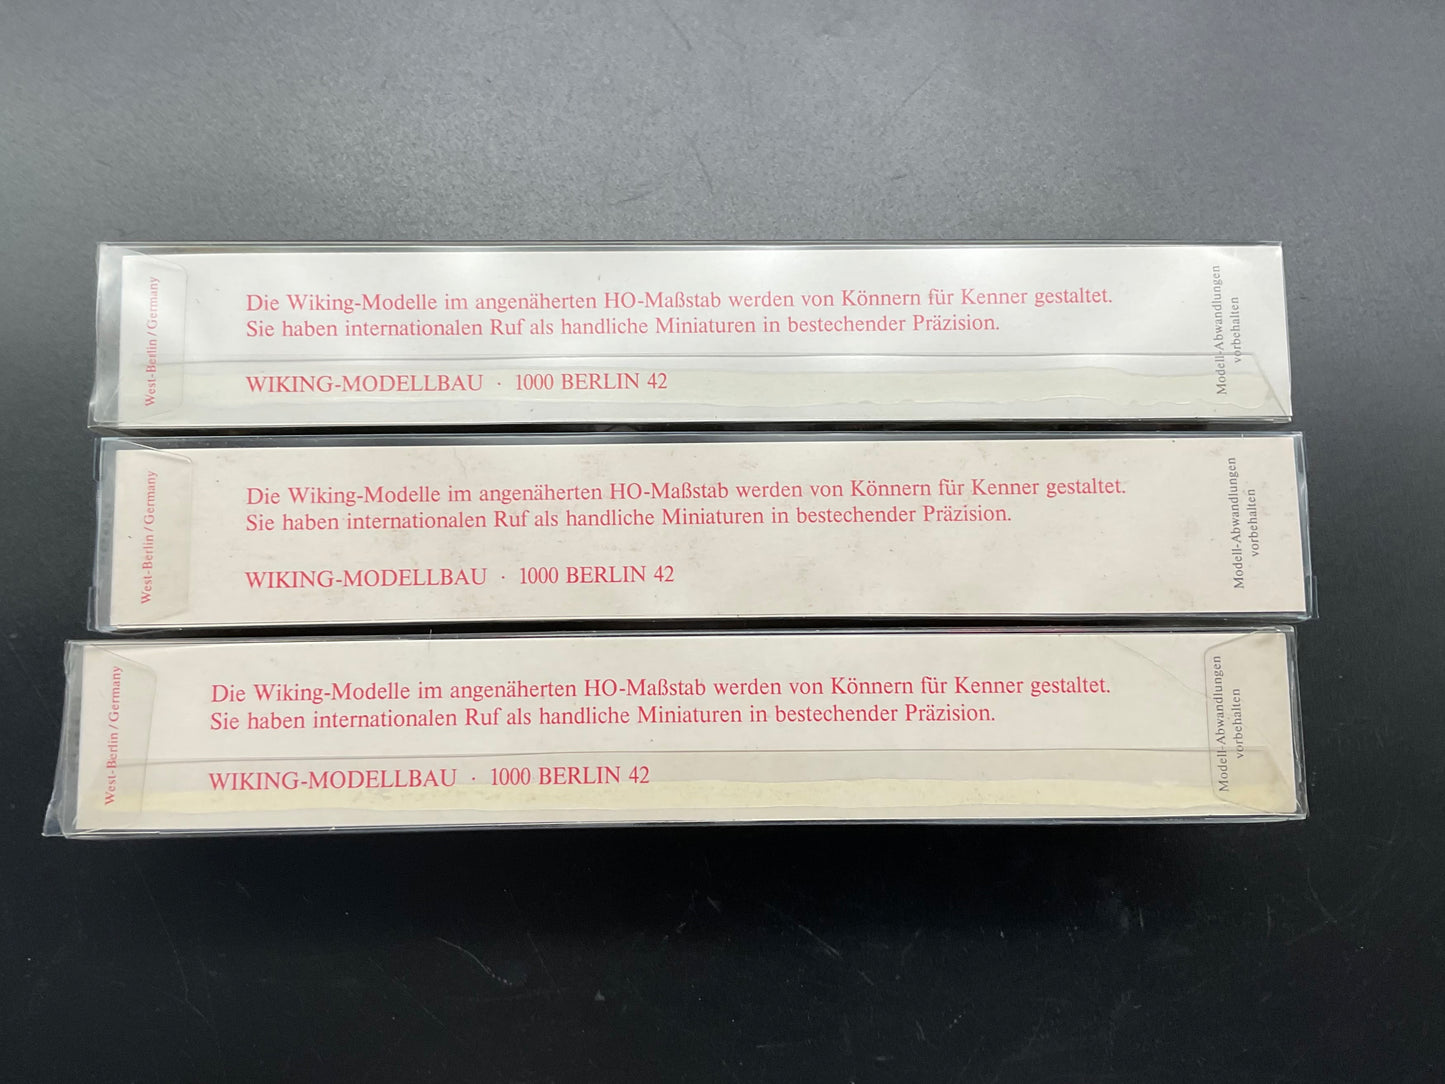 West-Berlin / Germany
Die Wiking-Modelle im angenäherten HO-Maßstab werden von Könnern für Kenner gestaltet.
Sie haben internationalen Ruf als handliche Miniaturen in bestechender Präzision.
WIKING-MODELLBAU · 1000 BERLIN 42
Modell-Abwandlungen
vorbehalten
West-Berlin / Germany
Die Wiking-Modelle im angenäherten HO-Maßstab werden von Könnern für Kenner gestaltet.
Sie haben internationalen Ruf als handliche Miniaturen in bestechender Präzision.
WIKING-MODELLBAU · 1000 BERLIN 42
Modell-Abwandlungen
vorbehalten
West-Berlin / Germany
Die Wiking-Modelle im angenäherten HO-Maßstab werden von Könnern für Kenner gestaltet.
Sie haben internationalen Ruf als handliche Miniaturen in bestechender Präzision.
WIKING-MODELLBAU · 1000 BERLIN 42
Modell-Abwandlungen
vorbehalten